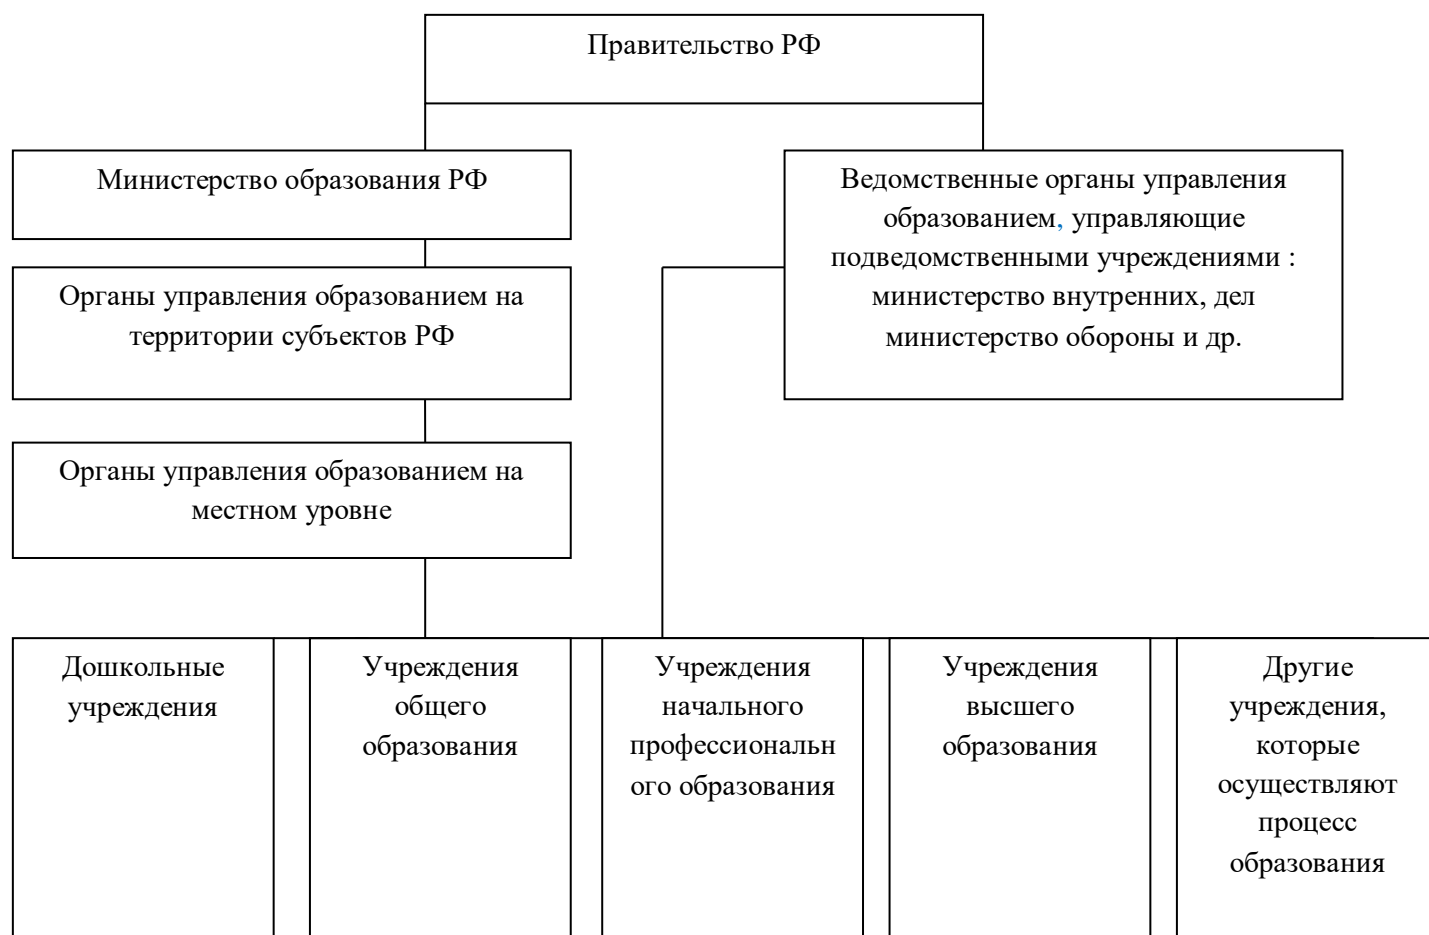 Правительство РФ
Министерство образования РФ
Ведомственные органы управления
образованием, управляющие
подведомственными учреждениями :
министерство внутренних, дел
министерство обороны и др.
Органы управления образованием на
территории субъектов РФ
Органы управления образованием на
местном уровне
Дошкольные
учреждения
Учреждения
общего
образования
Учреждения
начального
профессиональн
ого образования
Учреждения
высшего
образования
Другие
учреждения,
которые
осуществляют
процесс
образования